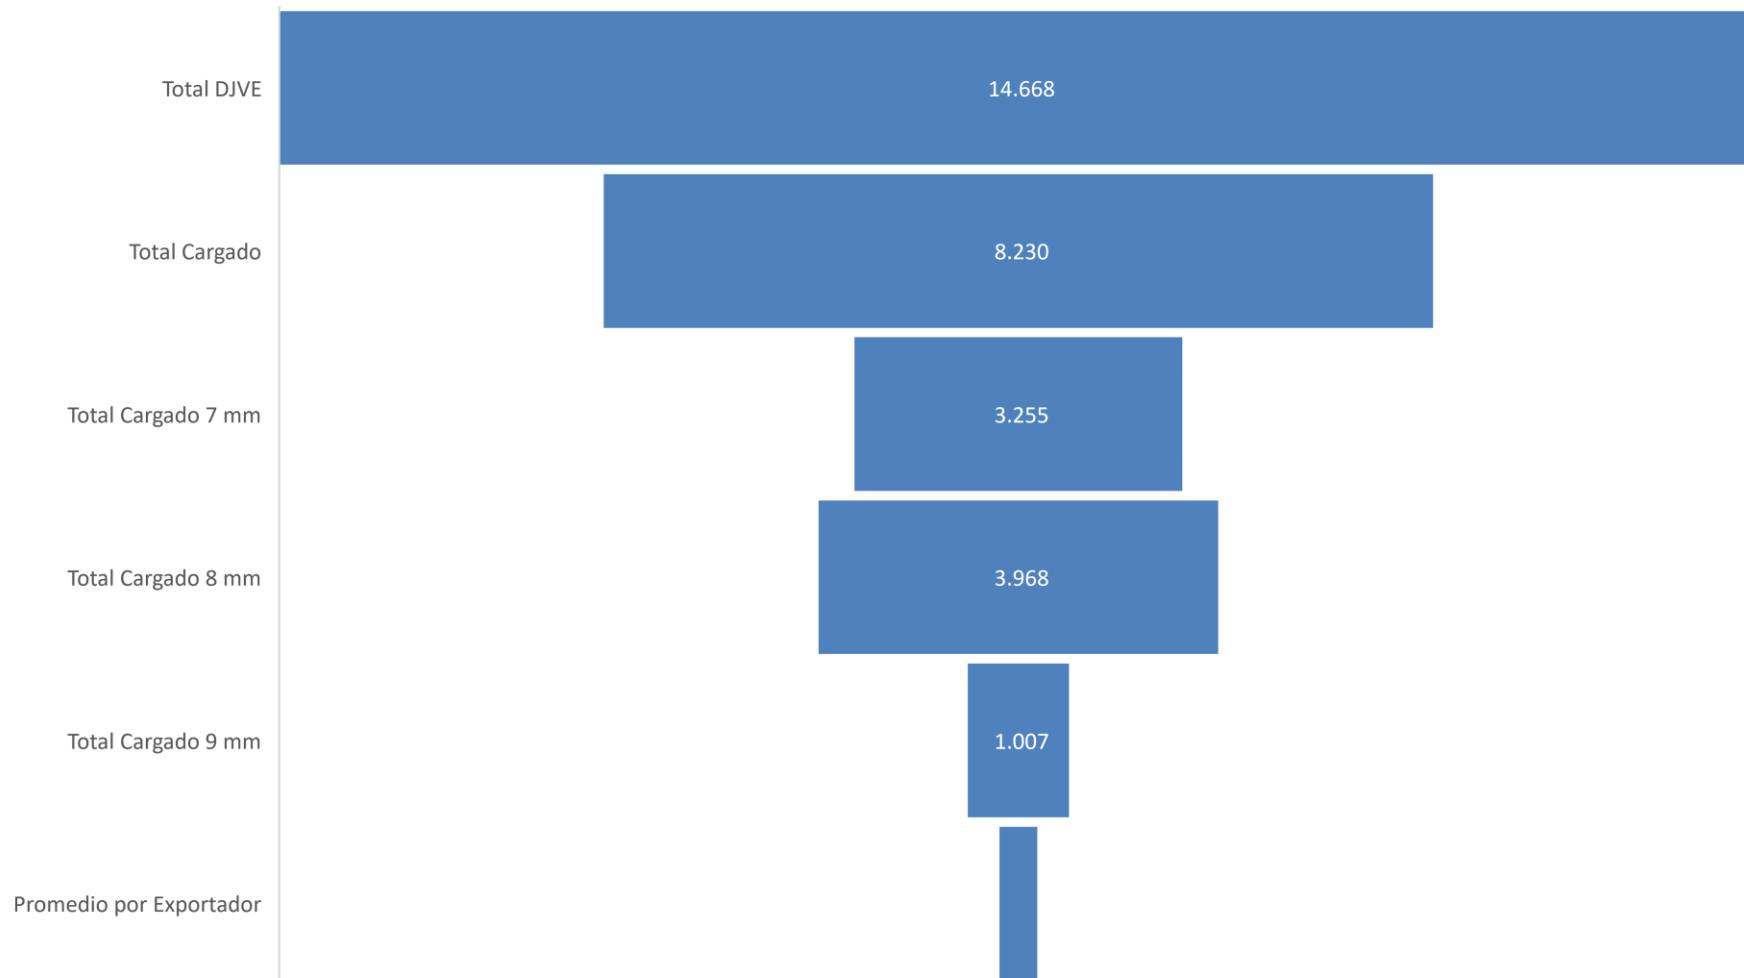 Total DJVE
14.668
Total Cargado
8.230
Total Cargado 7 mm
3.255
Total Cargado 8 mm
3.968
Total Cargado 9 mm
1.007
Promedio por Exportador